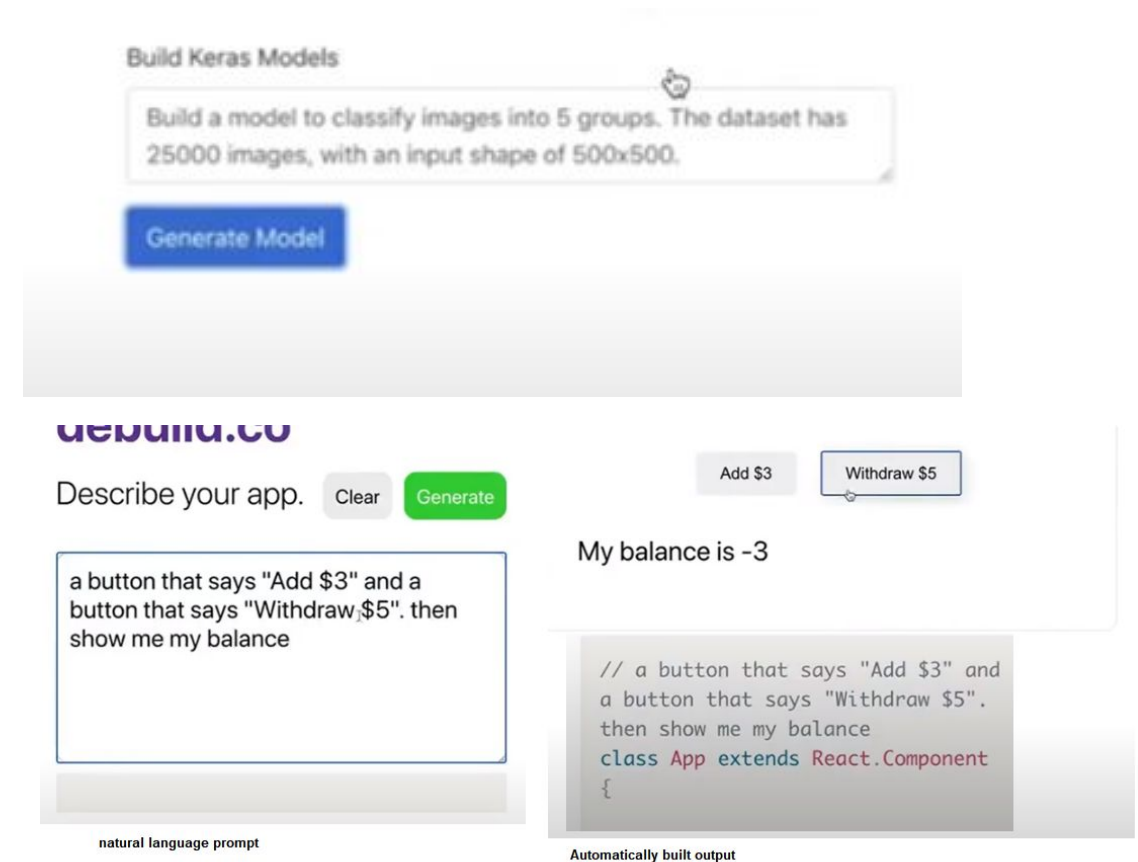 Build Keras Models
Build a model to classify images into 5 groups. The dataset has
25000 images, with an input shape of 500x500.
Generate Model
debuild.co
Describe your app.
Clear
Generate
a button that says "Add $3" and a
button that says "Withdraw $5". then
show me my balance
natural language prompt
Add $3
Withdraw $5
My balance is -3
// a button that says "Add $3" and
a button that says "Withdraw $5".
then show me my balance
class App extends React.Component
{
Automatically built output